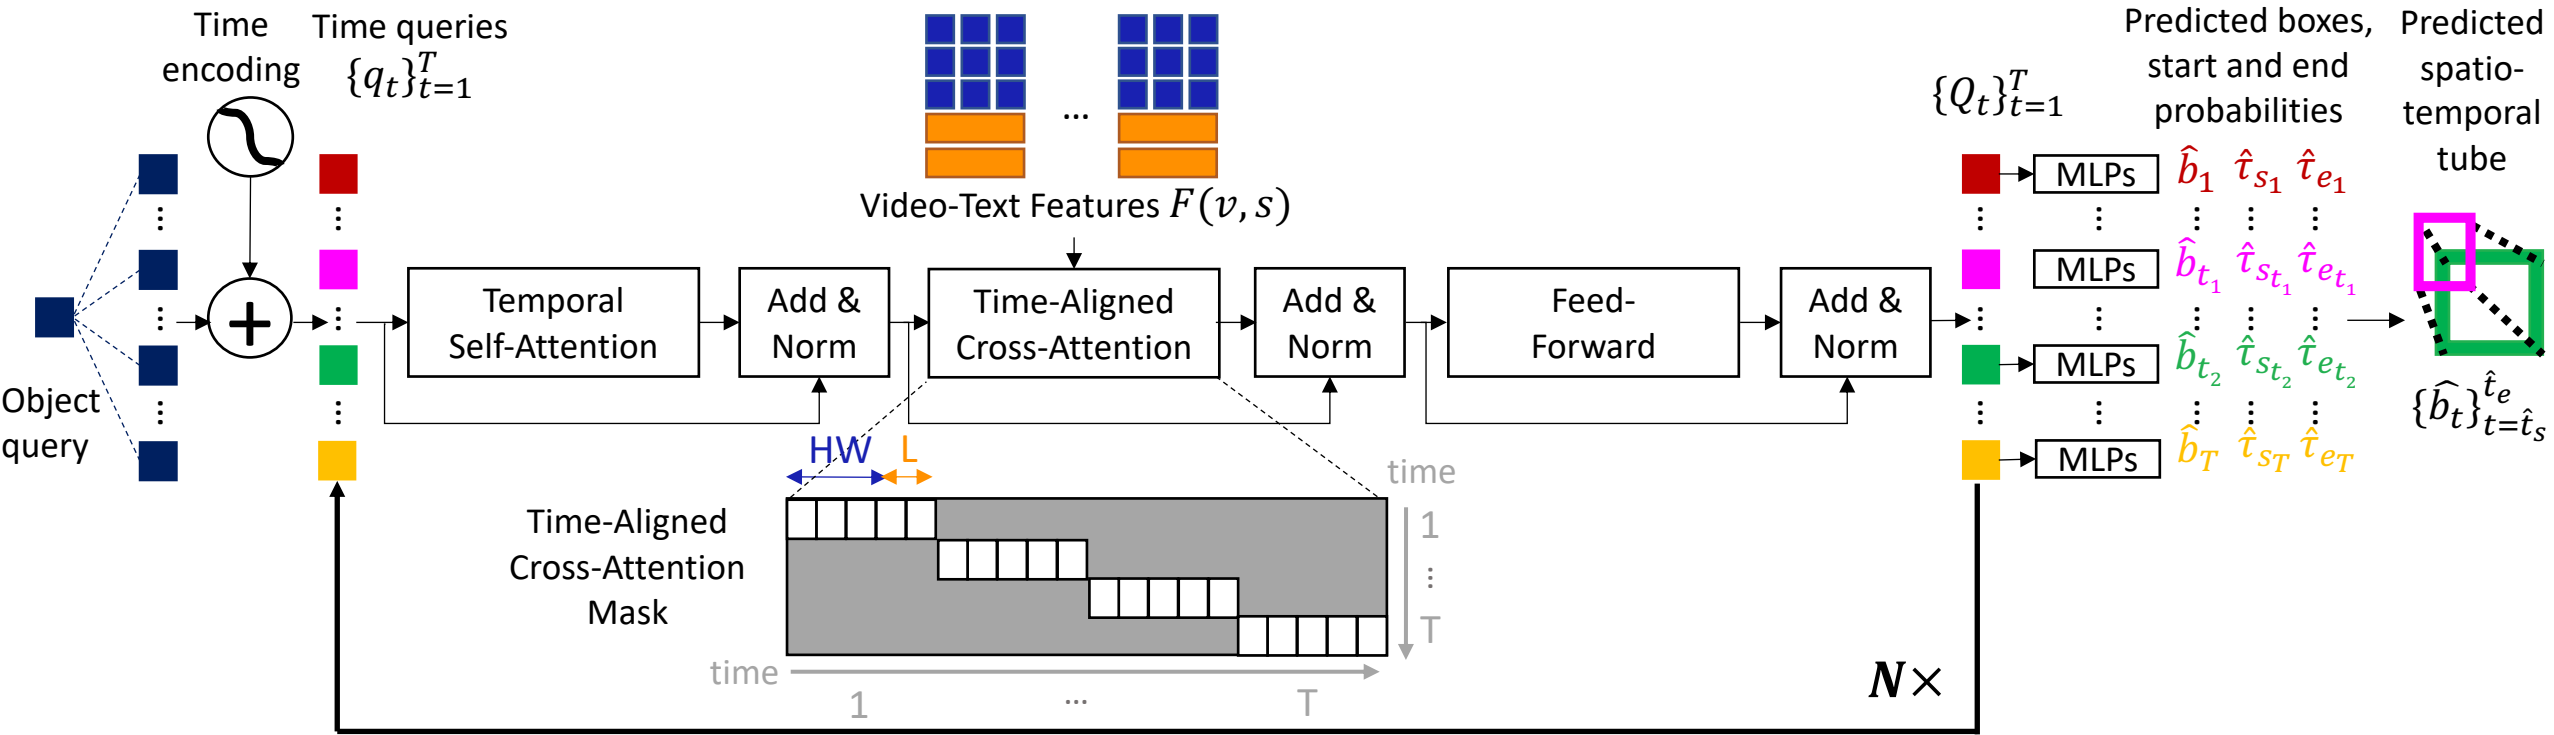 Time
encoding
Time queries
{q_t}_{t=1}^T
Object
query
+
Temporal
Self-Attention
Add &
Norm
...
Video-Text Features F(v, s)
Time-Aligned
Cross-Attention
Add &
Norm
Feed-
Forward
Add &
Norm
HW
L
Time-Aligned
Cross-Attention
Mask
time
1
...
T
time
1
...
T
N×
{Q_t}_{t=1}^T
MLPs
MLPs
MLPs
MLPs
Predicted boxes,
start and end
probabilities
b̂_1 τ̂_{s_1} τ̂_{e_1}
b̂_{t_1} τ̂_{s_{t_1}} τ̂_{e_{t_1}}
b̂_{t_2} τ̂_{s_{t_2}} τ̂_{e_{t_2}}
b̂_T τ̂_{s_T} τ̂_{e_T}
Predicted
spatio-
temporal
tube
{b̂_t}_{t=t̂_s}^{t̂_e}